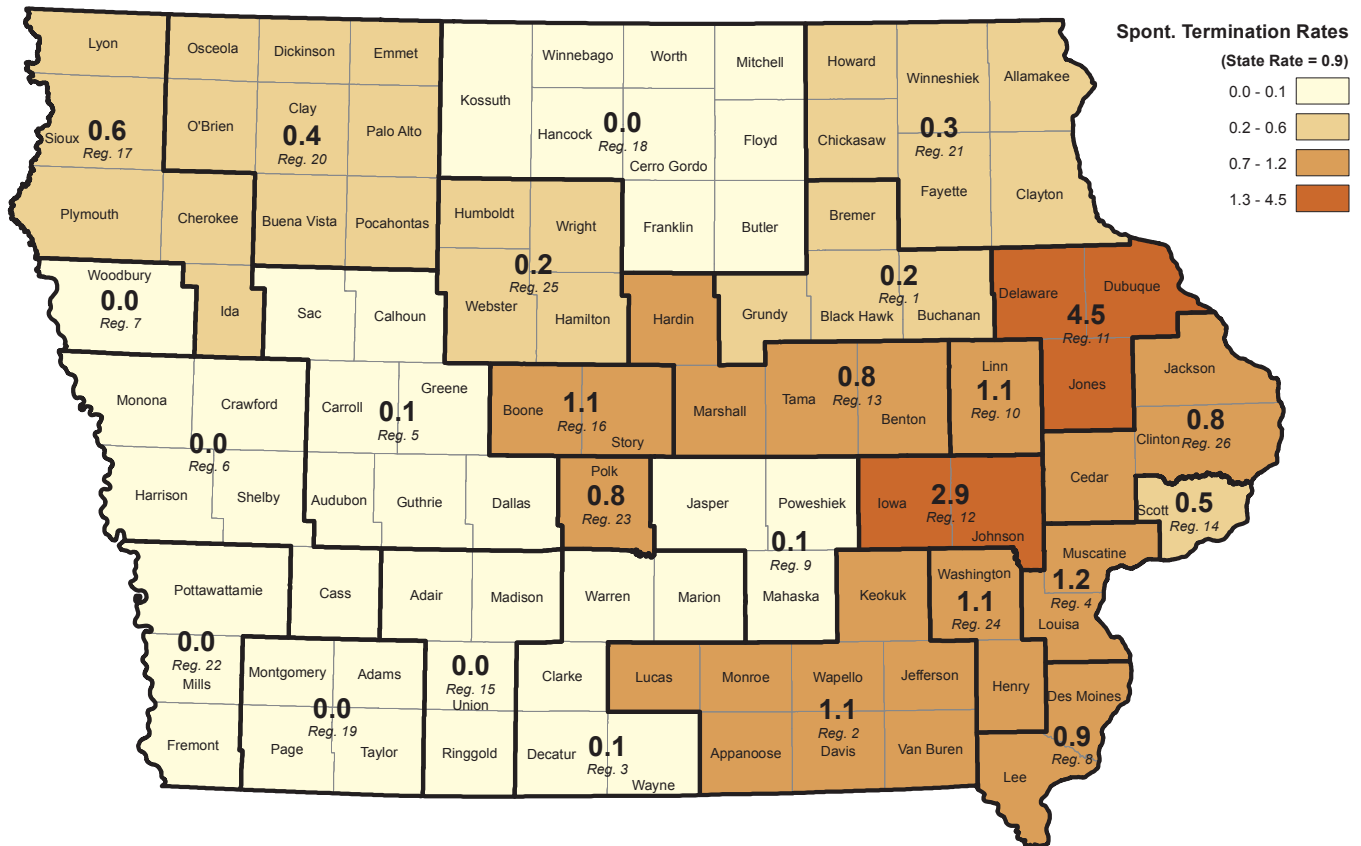 Spont. Termination Rates
(State Rate = 0.9)
0.0 - 0.1
0.2 - 0.6
0.7 - 1.2
1.3 - 4.5
Lyon
Osceola
Dickinson
Emmet
Kossuth
Winnebago
Worth
Mitchell
Howard
Winneshiek
Allamakee
Sioux
0.6
Reg. 17
O'Brien
Clay
0.4
Reg. 20
Palo Alto
Hancock
0.0
Reg. 18
Cerro Gordo
Floyd
Chickasaw
0.3
Reg. 21
Fayette
Clayton
Plymouth
Cherokee
Buena Vista
Pocahontas
Humboldt
Wright
Franklin
Butler
Bremer
Woodbury
0.0
Reg. 7
Ida
Sac
Calhoun
0.2
Reg. 25
Webster
Hamilton
Hardin
Grundy
0.2
Reg. 1
Black Hawk
Buchanan
Delaware
Dubuque
4.5
Reg. 11
Jones
Jackson
Monona
Crawford
Carroll
Greene
0.1
Reg. 5
Boone
1.1
Reg. 16
Story
Marshall
Tama
0.8
Reg. 13
Benton
Linn
1.1
Reg. 10
Clinton
0.8
Reg. 26
0.0
Reg. 6
Harrison
Shelby
Audubon
Guthrie
Dallas
Polk
0.8
Reg. 23
Jasper
Poweshiek
0.1
Reg. 9
Iowa
2.9
Reg. 12
Johnson
Cedar
Scott
0.5
Reg. 14
Muscatine
1.2
Reg. 4
Louisa
Pottawattamie
Cass
Adair
Madison
Warren
Marion
Mahaska
Keokuk
Washington
1.1
Reg. 24
0.0
Reg. 22
Mills
Montgomery
Adams
0.0
Reg. 19
0.0
Reg. 15
Union
Clarke
Lucas
Monroe
Wapello
Jefferson
Henry
Des Moines
0.9
Reg. 8
Fremont
Page
Taylor
Ringgold
Decatur
0.1
Reg. 3
Wayne
Appanoose
1.1
Reg. 2
Davis
Van Buren
Lee